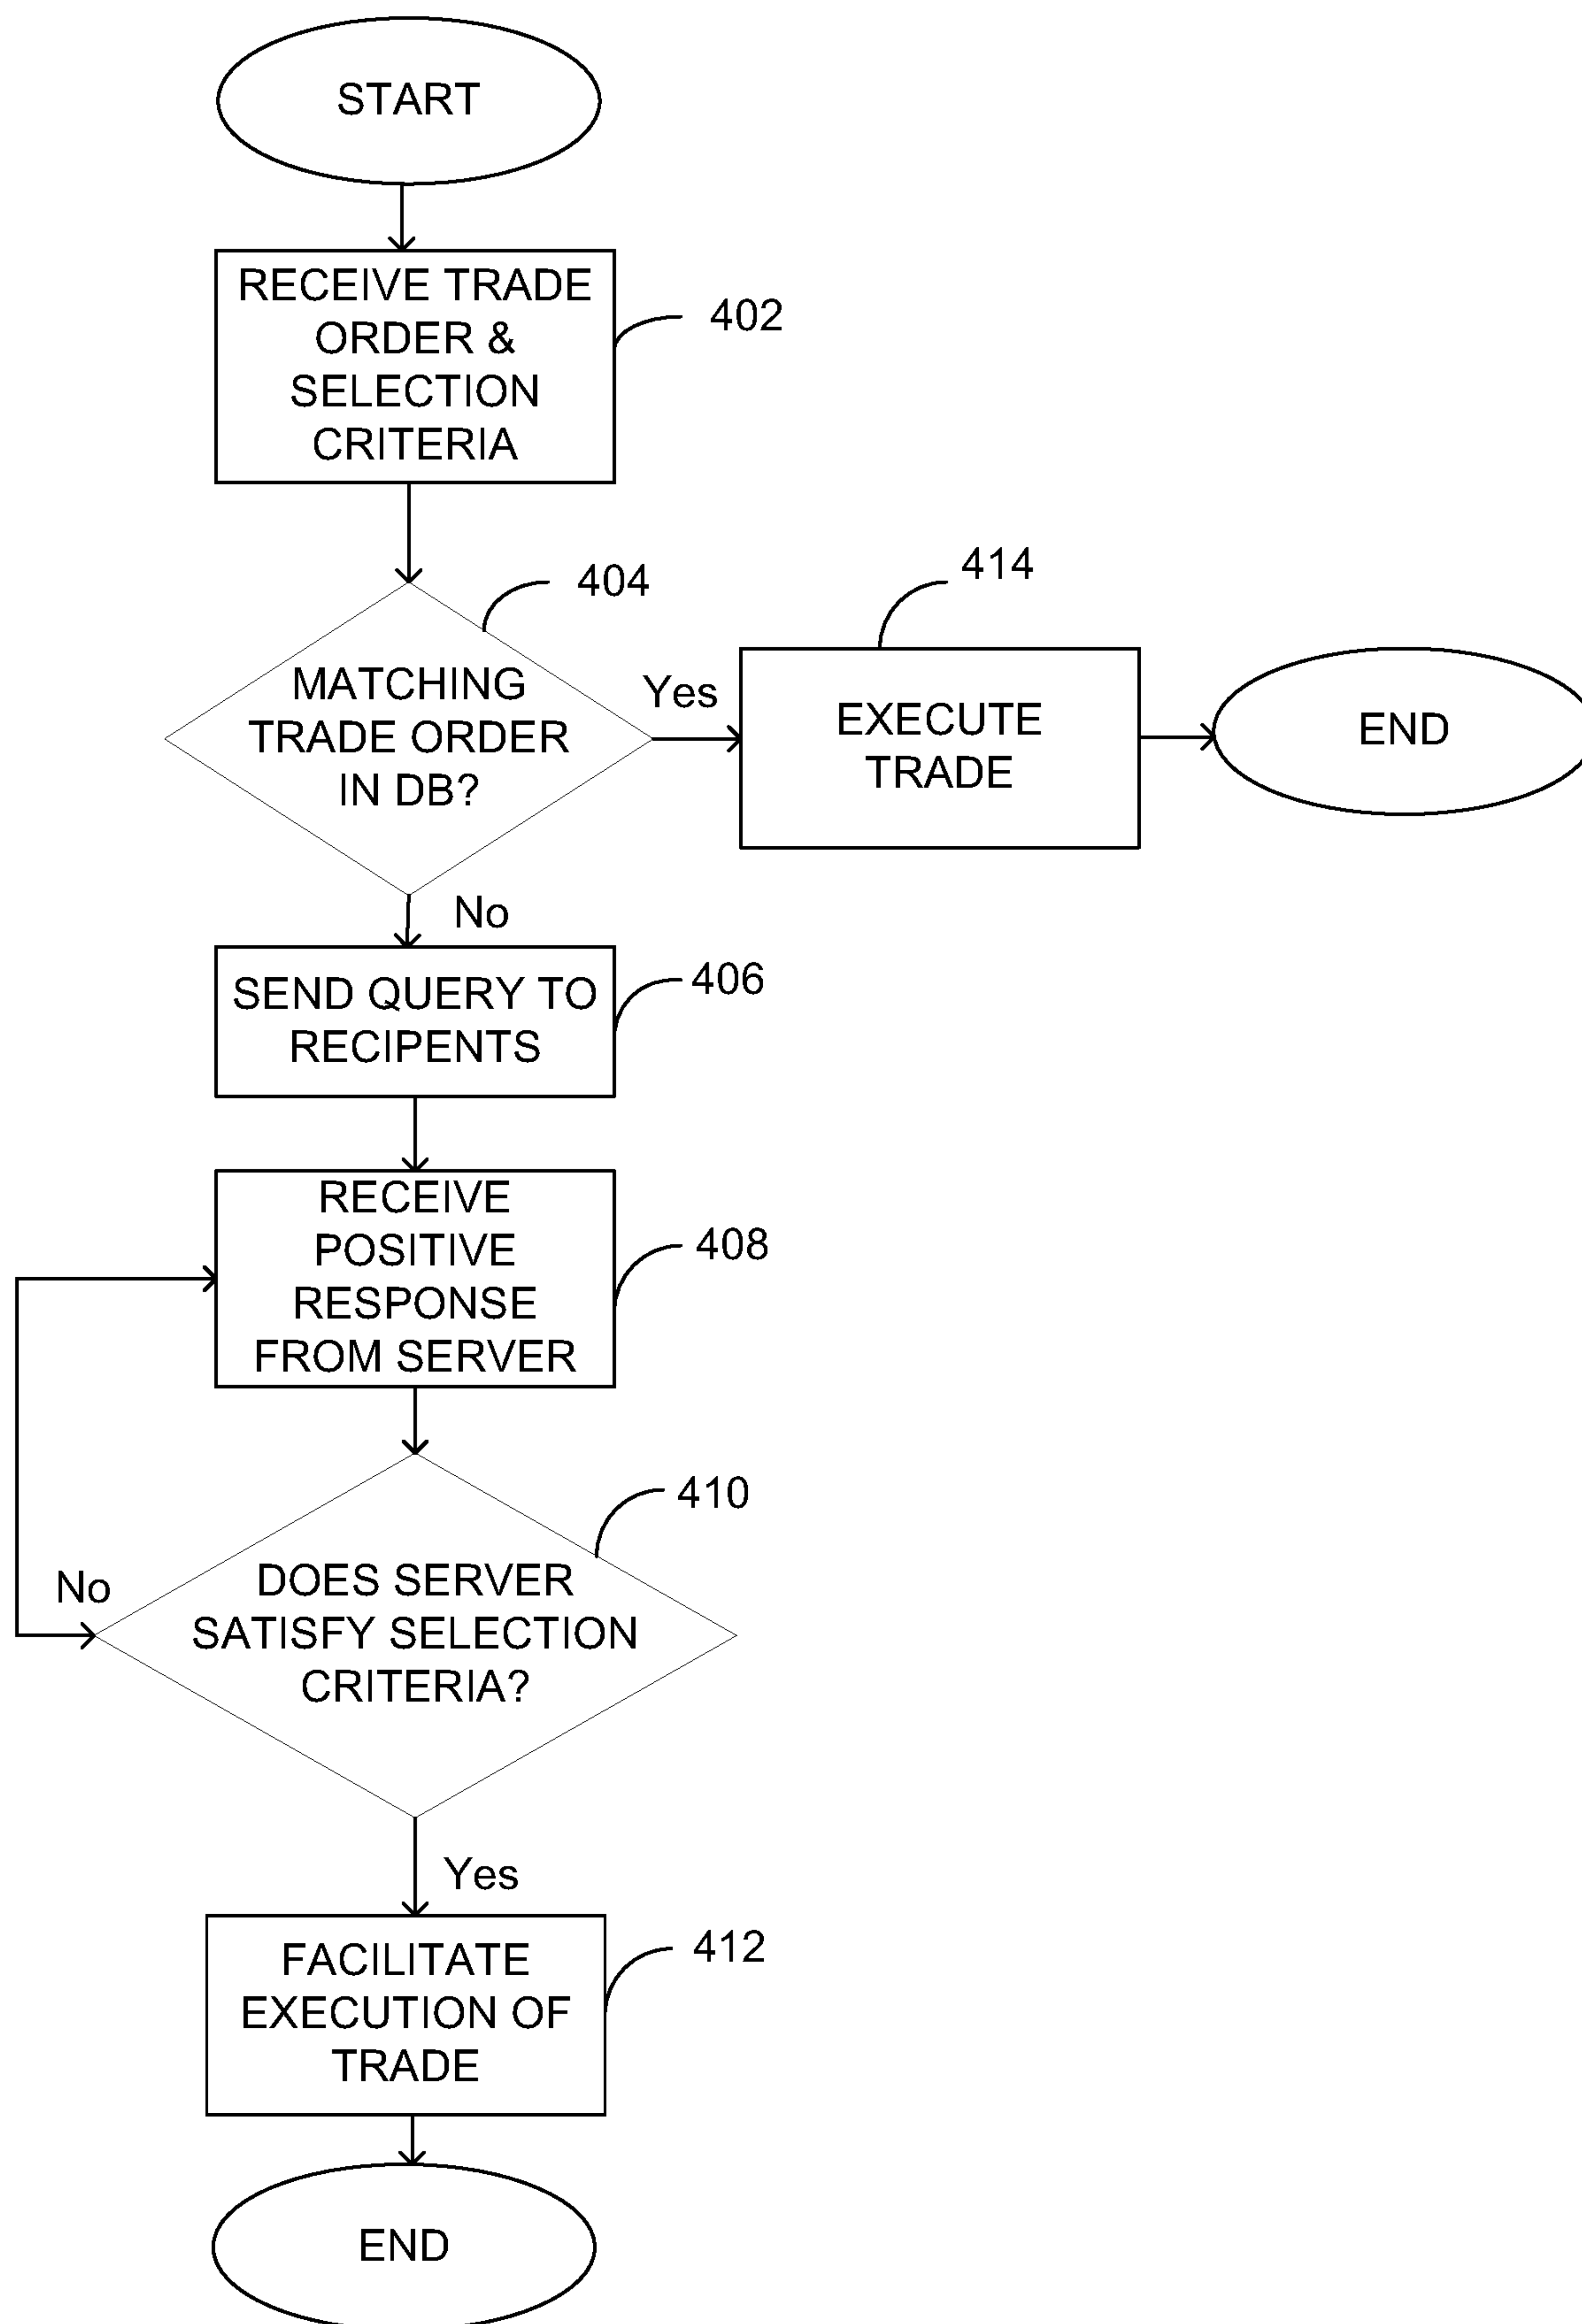 START
RECEIVE TRADE
ORDER &
SELECTION
CRITERIA
402
MATCHING
TRADE ORDER
IN DB?
404
Yes
414
EXECUTE
TRADE
END
No
SEND QUERY TO
RECIPENTS
406
RECEIVE
POSITIVE
RESPONSE
FROM SERVER
408
410
No
DOES SERVER
SATISFY SELECTION
CRITERIA?
Yes
FACILITATE
EXECUTION OF
TRADE
412
END